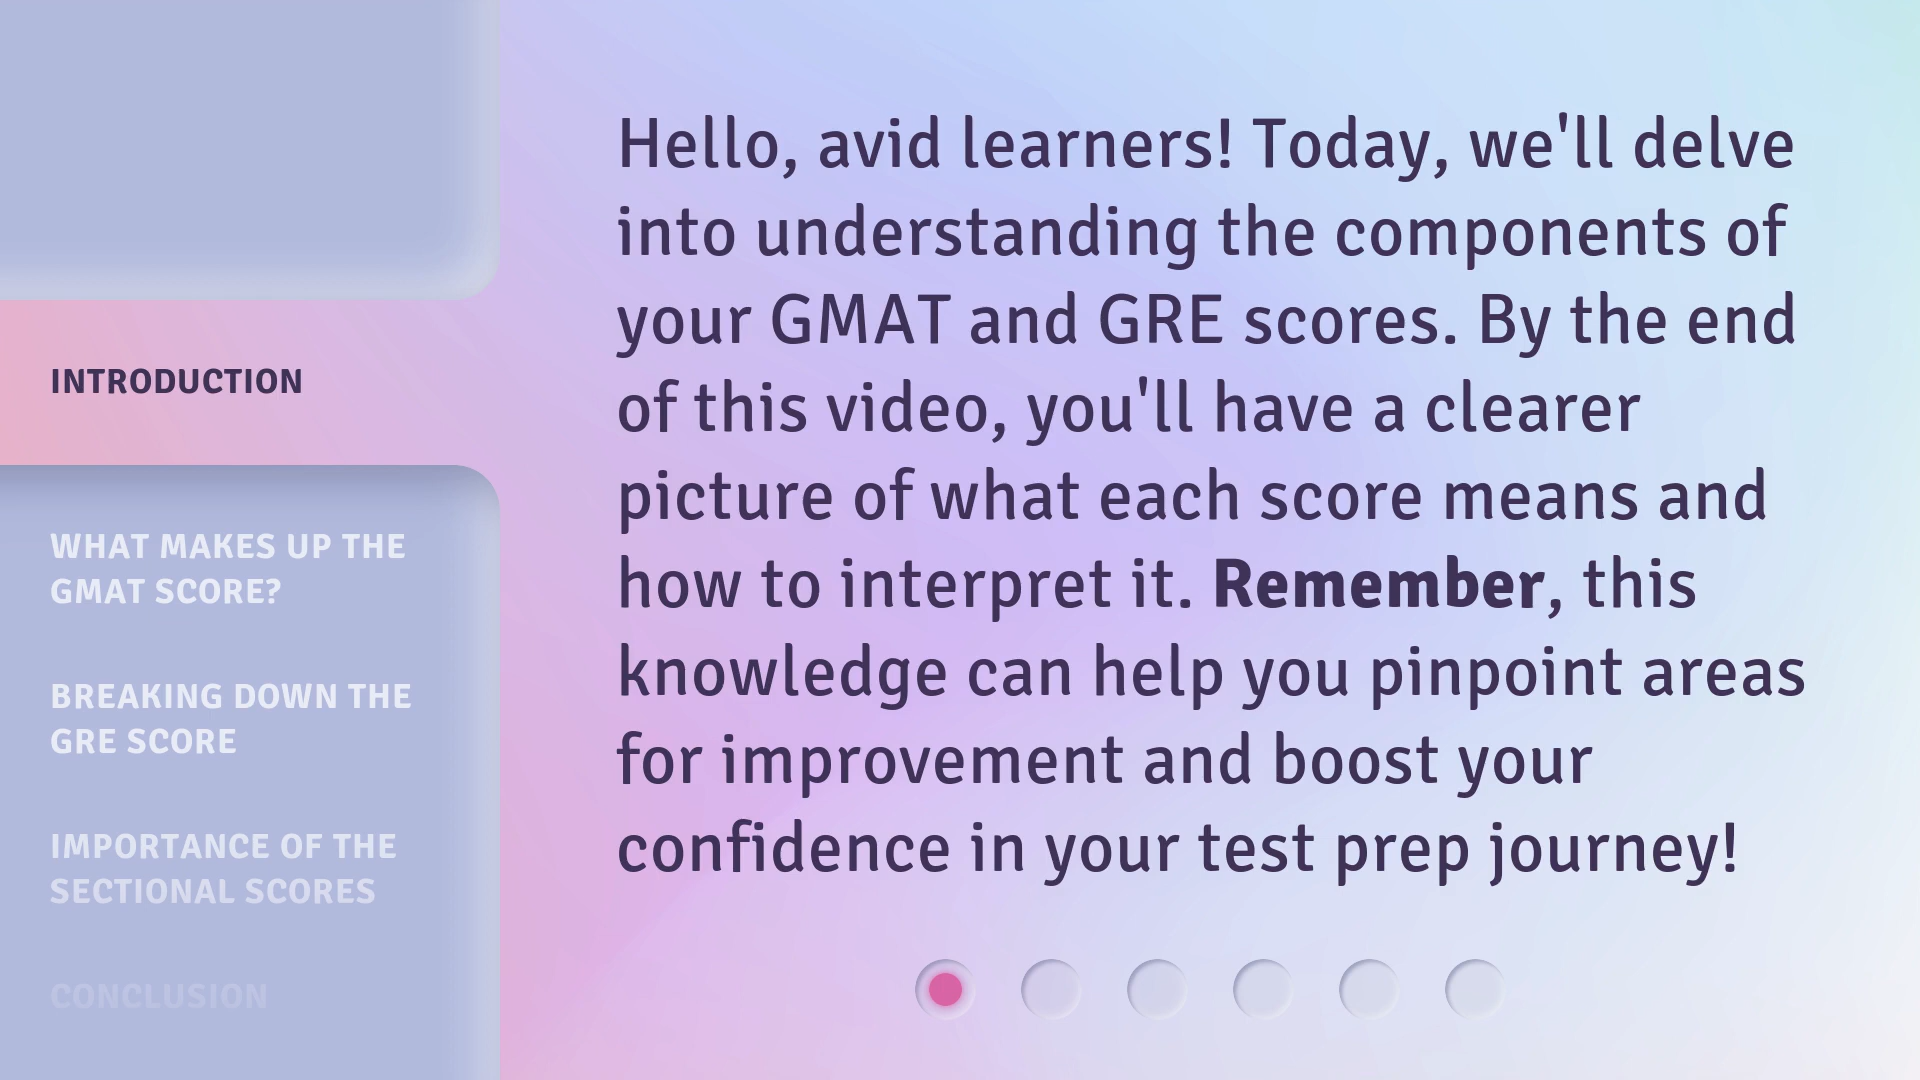 INTRODUCTION
WHAT MAKES UP THE
GMAT SCORE?
BREAKING DOWN THE
GRE SCORE
IMPORTANCE OF THE
SECTIONAL SCORES
CONCLUSION
Hello, avid learners! Today, we'll delve
into understanding the components of
your GMAT and GRE scores. By the end
of this video, you'll have a clearer
picture of what each score means and
how to interpret it. Remember, this
knowledge can help you pinpoint areas
for improvement and boost your
confidence in your test prep journey!